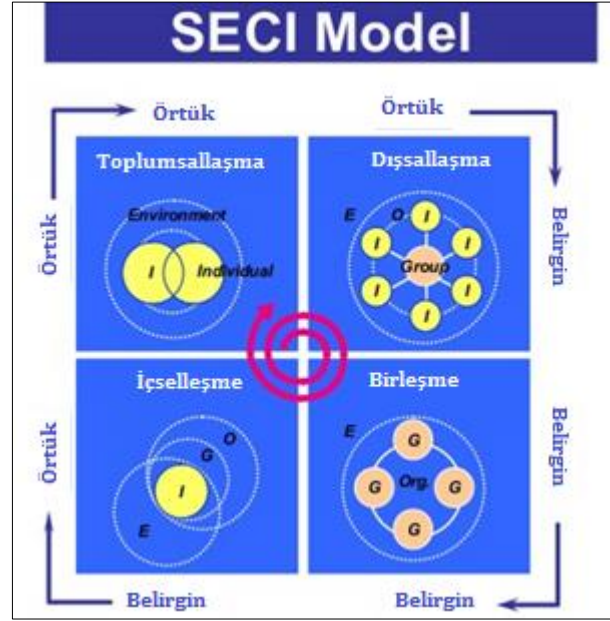 SECI Model
Örtük
Örtük
Toplumsallaşma
Dışsallaşma
Örtük
Environment
I
Individual
E
O
I
I
I
I
I
I
Group
Belirgin
İçselleşme
Birleşme
Örtük
O
G
I
E
E
G
G
Org.
G
G
Belirgin
Belirgin
Belirgin